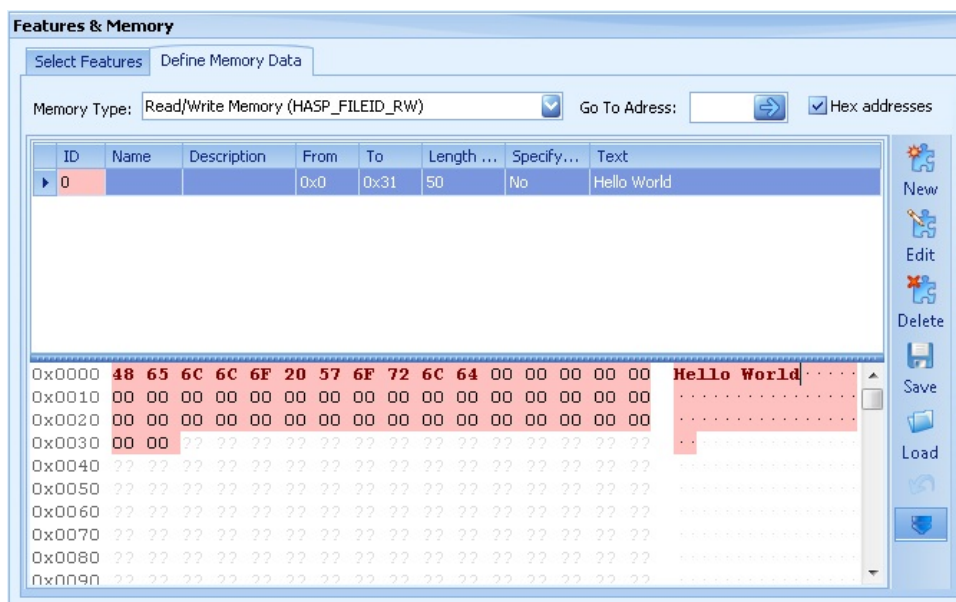 Features & Memory
Select Features Define Memory Data
Memory Type: Read/Write Memory (HASP_FILEID_RW) Go To Adress: Hex addresses
ID Name Description From To Length ... Specify... Text
0 0x0 0x31 50 No Hello World
New
Edit
Delete
Save
Load
0x0000 48 65 6C 6C 6F 20 57 6F 72 6C 64 00 00 00 00 00 Hello World·····
0x0010 00 00 00 00 00 00 00 00 00 00 00 00 00 00 00 00 ················
0x0020 00 00 00 00 00 00 00 00 00 00 00 00 00 00 00 00 ················
0x0030 00 00 ?? ?? ?? ?? ?? ?? ?? ?? ?? ?? ?? ?? ?? ?? ················
0x0040 ?? ?? ?? ?? ?? ?? ?? ?? ?? ?? ?? ?? ?? ?? ?? ?? ················
0x0050 ?? ?? ?? ?? ?? ?? ?? ?? ?? ?? ?? ?? ?? ?? ?? ?? ················
0x0060 ?? ?? ?? ?? ?? ?? ?? ?? ?? ?? ?? ?? ?? ?? ?? ?? ················
0x0070 ?? ?? ?? ?? ?? ?? ?? ?? ?? ?? ?? ?? ?? ?? ?? ?? ················
0x0080 ?? ?? ?? ?? ?? ?? ?? ?? ?? ?? ?? ?? ?? ?? ?? ?? ················
0x0090 ?? ?? ?? ?? ?? ?? ?? ?? ?? ?? ?? ?? ?? ?? ?? ?? ················